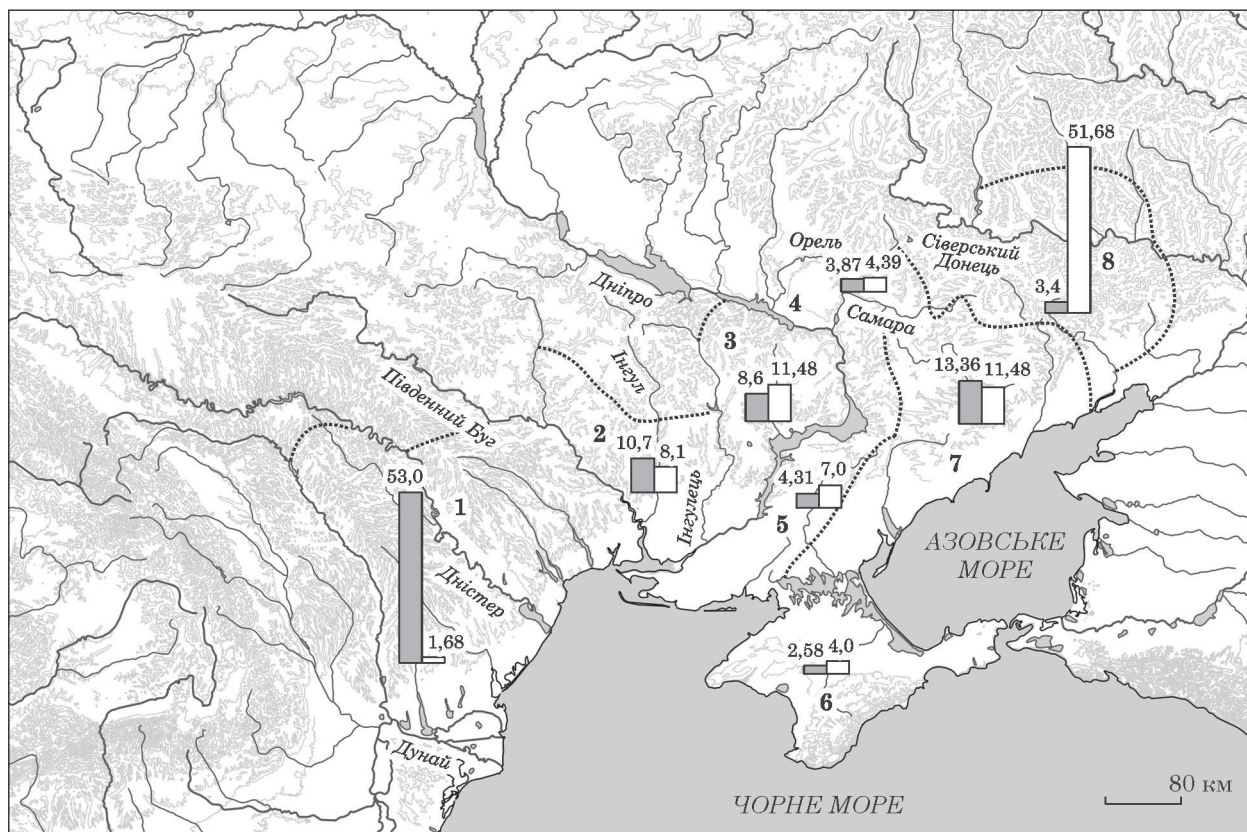 51,68
Орель
Сіверський
Донець
8
3,87 4,39
3,4
Дніпро
4
Самара
3
Інгул
13,36 11,48
8,6 11,48
Південний Буг
2
10,7 8,1
7
53,0
4,31 7,0
1
Інгулець
5
АЗОВСЬКЕ
МОРЕ
Дністер
1,68
2,58 4,0
6
Дунай
80 км
ЧОРНЕ МОРЕ